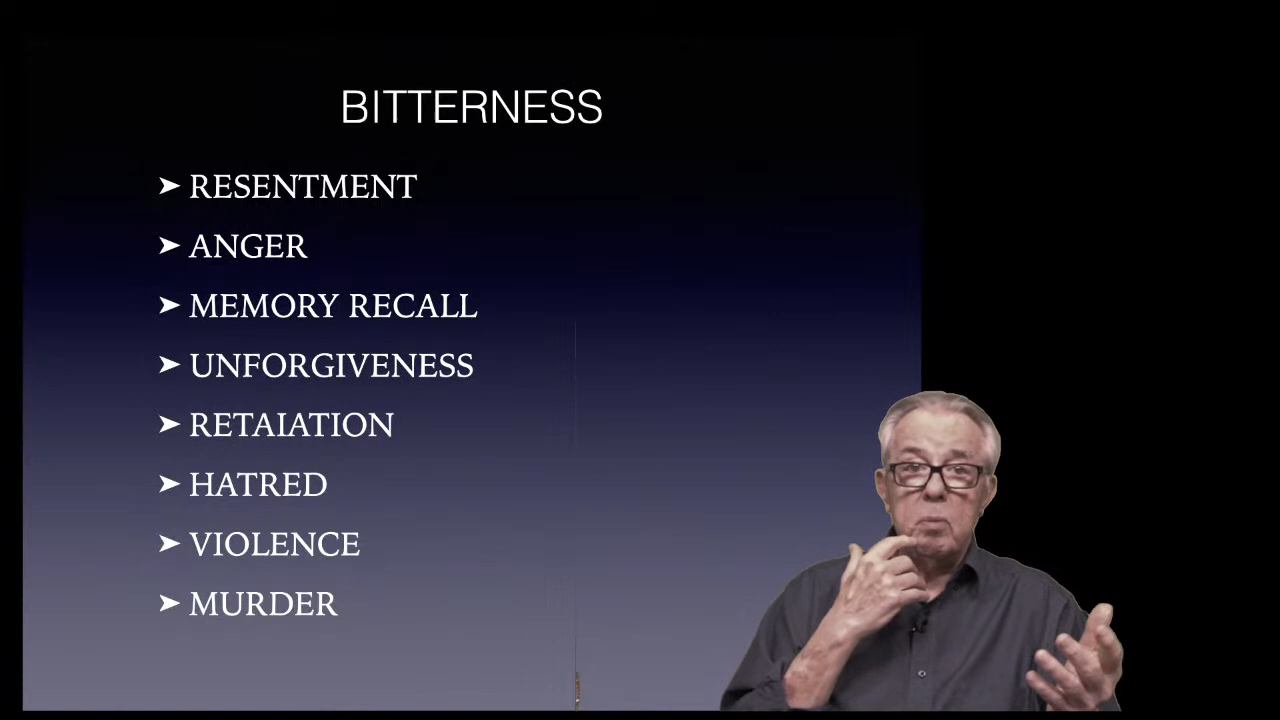 BITTERNESS
➤ RESENTMENT
➤ ANGER
➤ MEMORY RECALL
➤ UNFORGIVENESS
➤ RETAIATION
➤ HATRED
➤ VIOLENCE
➤ MURDER